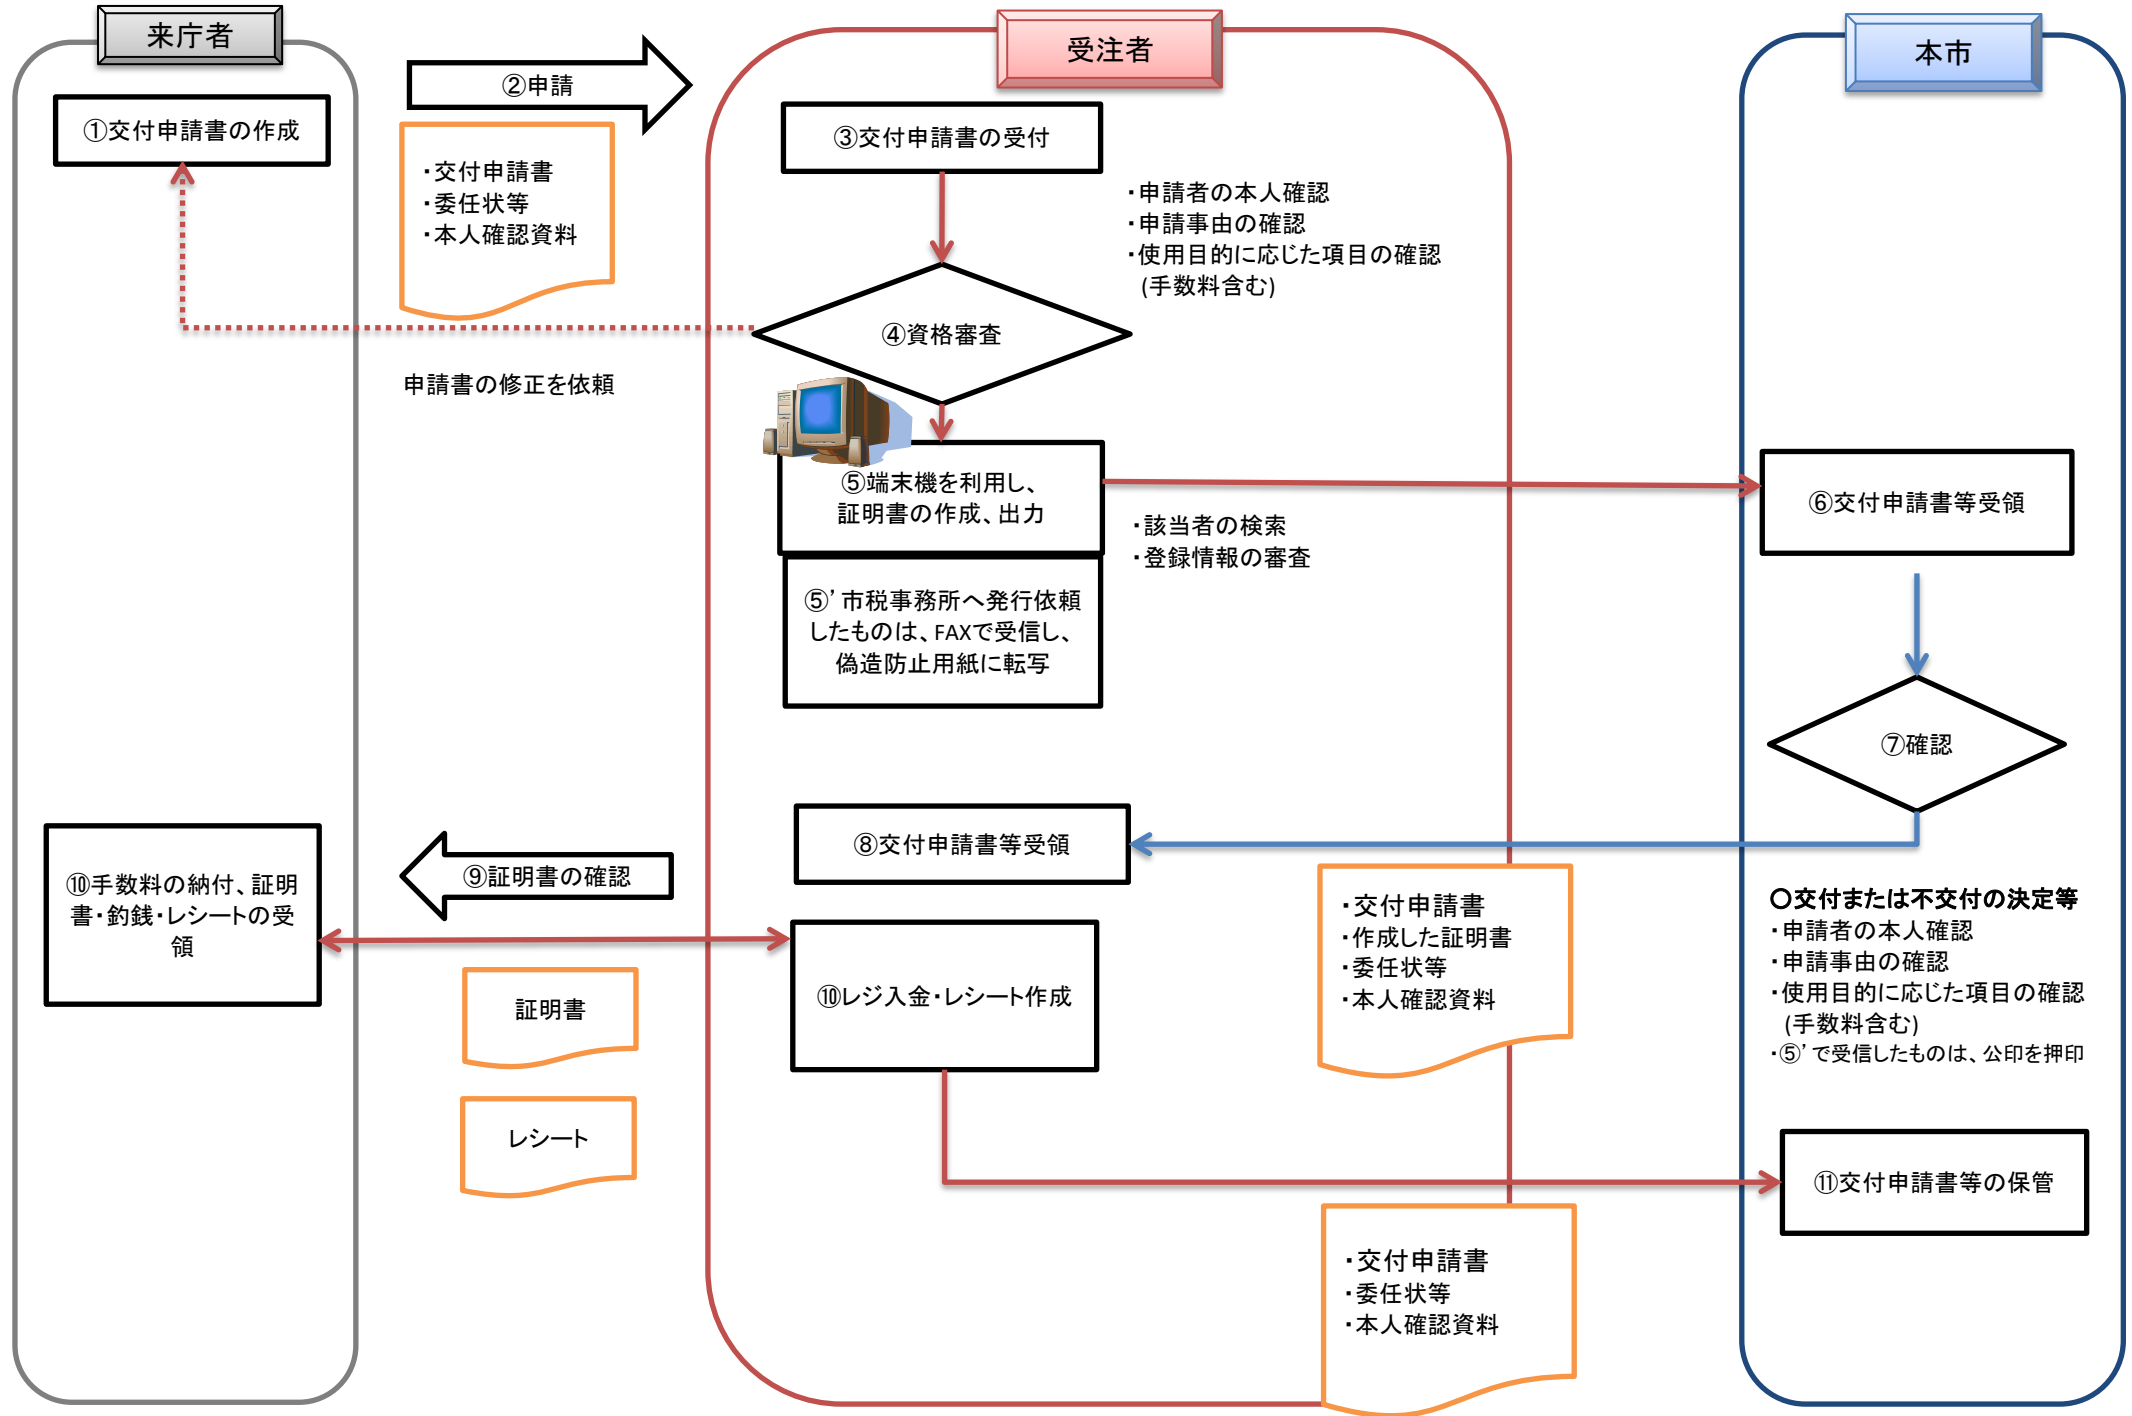 来庁者
受注者
本市
①交付申請書の作成
②申請
・交付申請書
・委任状等
・本人確認資料
③交付申請書の受付
・申請者の本人確認
・申請事由の確認
・使用目的に応じた項目の確認
(手数料含む)
④資格審査
申請書の修正を依頼
⑤端末機を利用し、
証明書の作成、出力
・該当者の検索
・登録情報の審査
⑤’市税事務所へ発行依頼
したものは、FAXで受信し、
偽造防止用紙に転写
⑥交付申請書等受領
⑦確認
⑧交付申請書等受領
⑨証明書の確認
⑩手数料の納付、証明
書・釣銭・レシートの受
領
⑩レジ入金・レシート作成
証明書
レシート
・交付申請書
・作成した証明書
・委任状等
・本人確認資料
〇交付または不交付の決定等
・申請者の本人確認
・申請事由の確認
・使用目的に応じた項目の確認
(手数料含む)
・⑤’で受信したものは、公印を押印
⑪交付申請書等の保管
・交付申請書
・委任状等
・本人確認資料